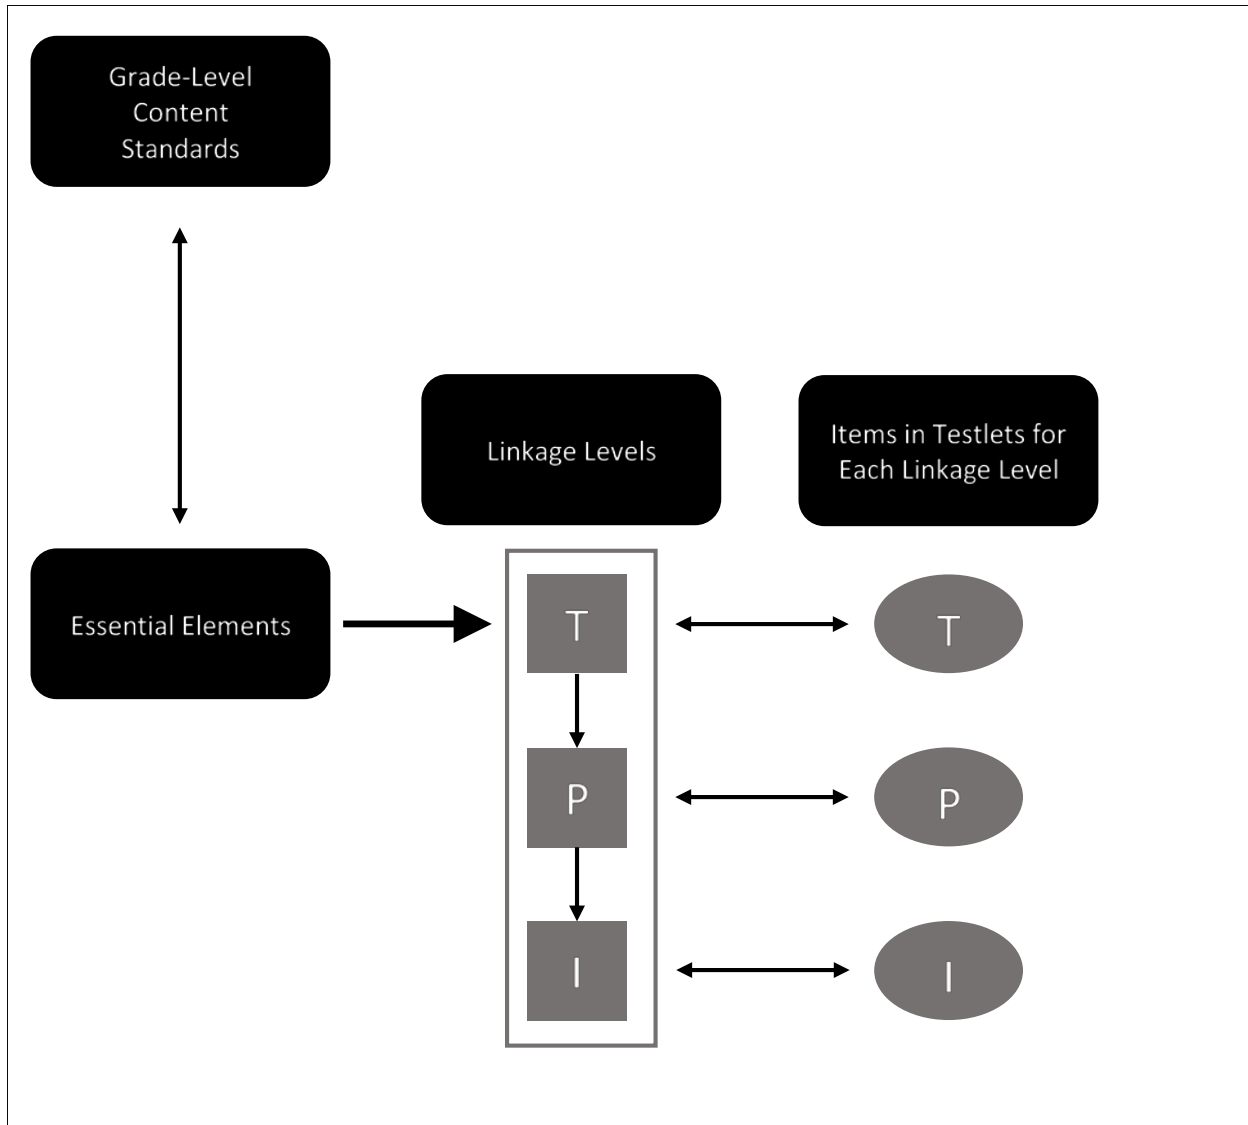 Grade-Level
Content
Standards
Linkage Levels
Items in Testlets for
Each Linkage Level
Essential Elements
T
T
P
P
I
I